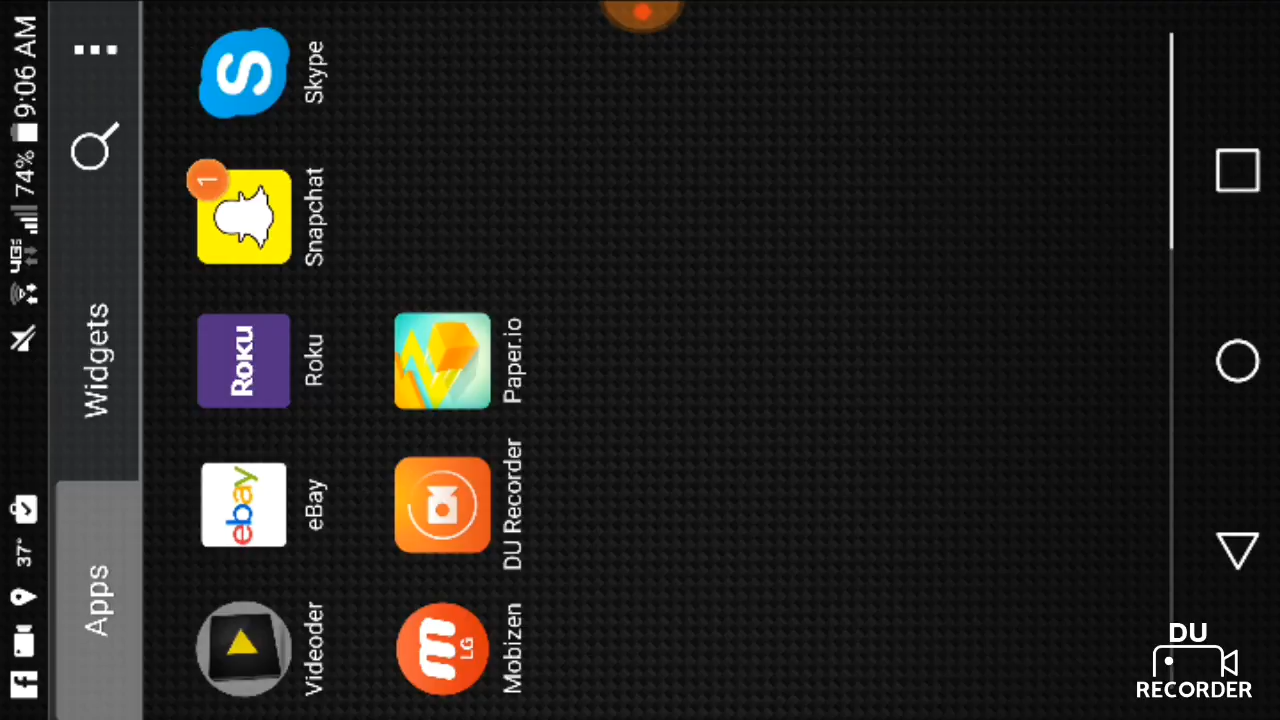 37°
4G LTE
74%
9:06 AM
Apps
Widgets
ebay
Roku
1
S
Videoder
eBay
Roku
Snapchat
Skype
m
LG
Mobizen
DU Recorder
Paper.io
DU
RECORDER